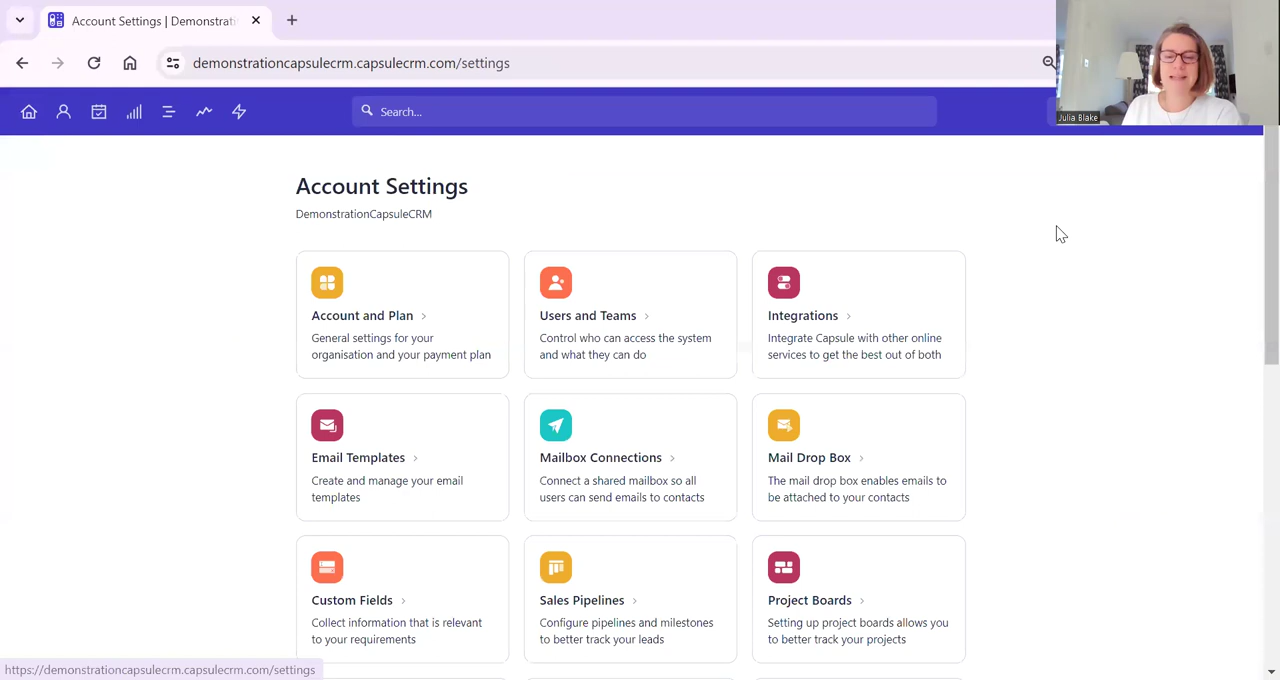 Account Settings | Demonstrati
demonstrationcapsulecrm.capsulecrm.com/settings
Search...
Julia Blake
Account Settings
DemonstrationCapsuleCRM
Account and Plan
General settings for your
organisation and your payment plan
Users and Teams
Control who can access the system
and what they can do
Integrations
Integrate Capsule with other online
services to get the best out of both
Email Templates
Create and manage your email
templates
Mailbox Connections
Connect a shared mailbox so all
users can send emails to contacts
Mail Drop Box
The mail drop box enables emails to
be attached to your contacts
Custom Fields
Collect information that is relevant
to your requirements
Sales Pipelines
Configure pipelines and milestones
to better track your leads
Project Boards
Setting up project boards allows you
to better track your projects
https://demonstrationcapsulecrm.capsulecrm.com/settings